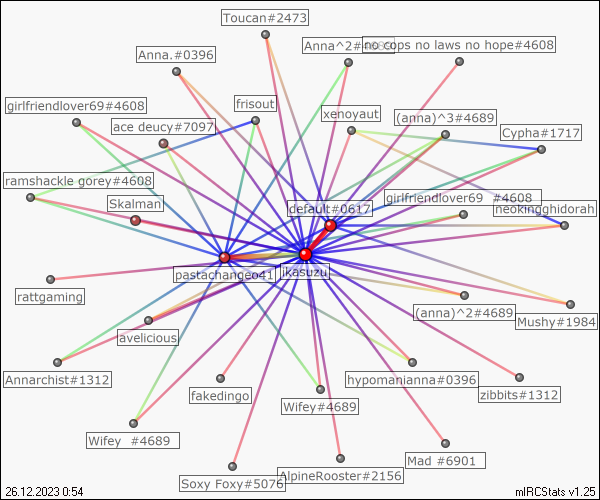 Toucan#2473
Anna^2#4689
no cops no laws no hope#4608
Anna.#0396
girlfriendlover69#4608
frisout
xenoyaut
(anna)^3#4689
ace deucy#7097
Cypha#1717
ramshackle gorey#4608
Skalman
default#0617
girlfriendlover69 #4608
neokingghidorah
pastachangeo41
jikasuzu
rattgaming
avelicious
(anna)^2#4689
Mushy#1984
Annarchist#1312
fakedingo
hypomanianna#0396
zibbits#1312
Wifey#4689
Wifey #4689
Soxy Foxy#5076
AlpineRooster#2156
Mad #6901
26.12.2023 0:54
mIRCStats v1.25